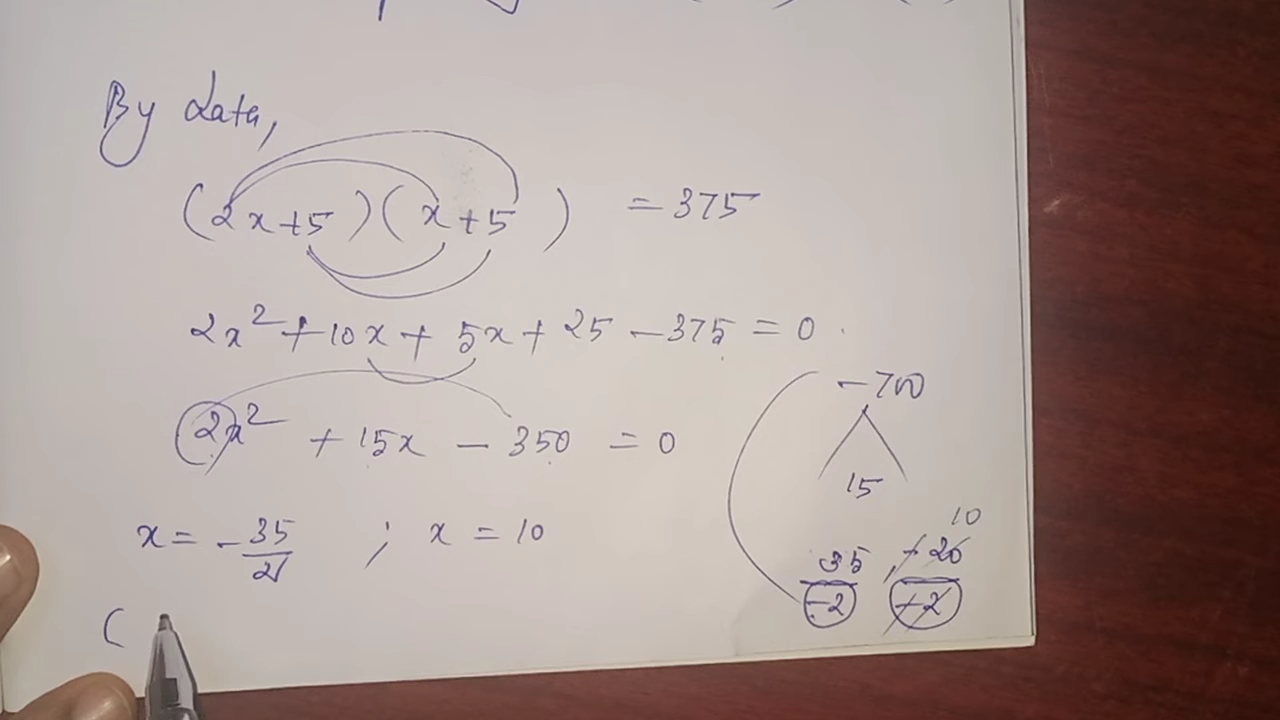 By data,
(2x+5)(x+5) = 375
2x² + 10x + 5x + 25 - 375 = 0
2x² + 15x - 350 = 0
x = -35/2 ; x = 10
(
-700
15
10
35/-2 , -20/-2